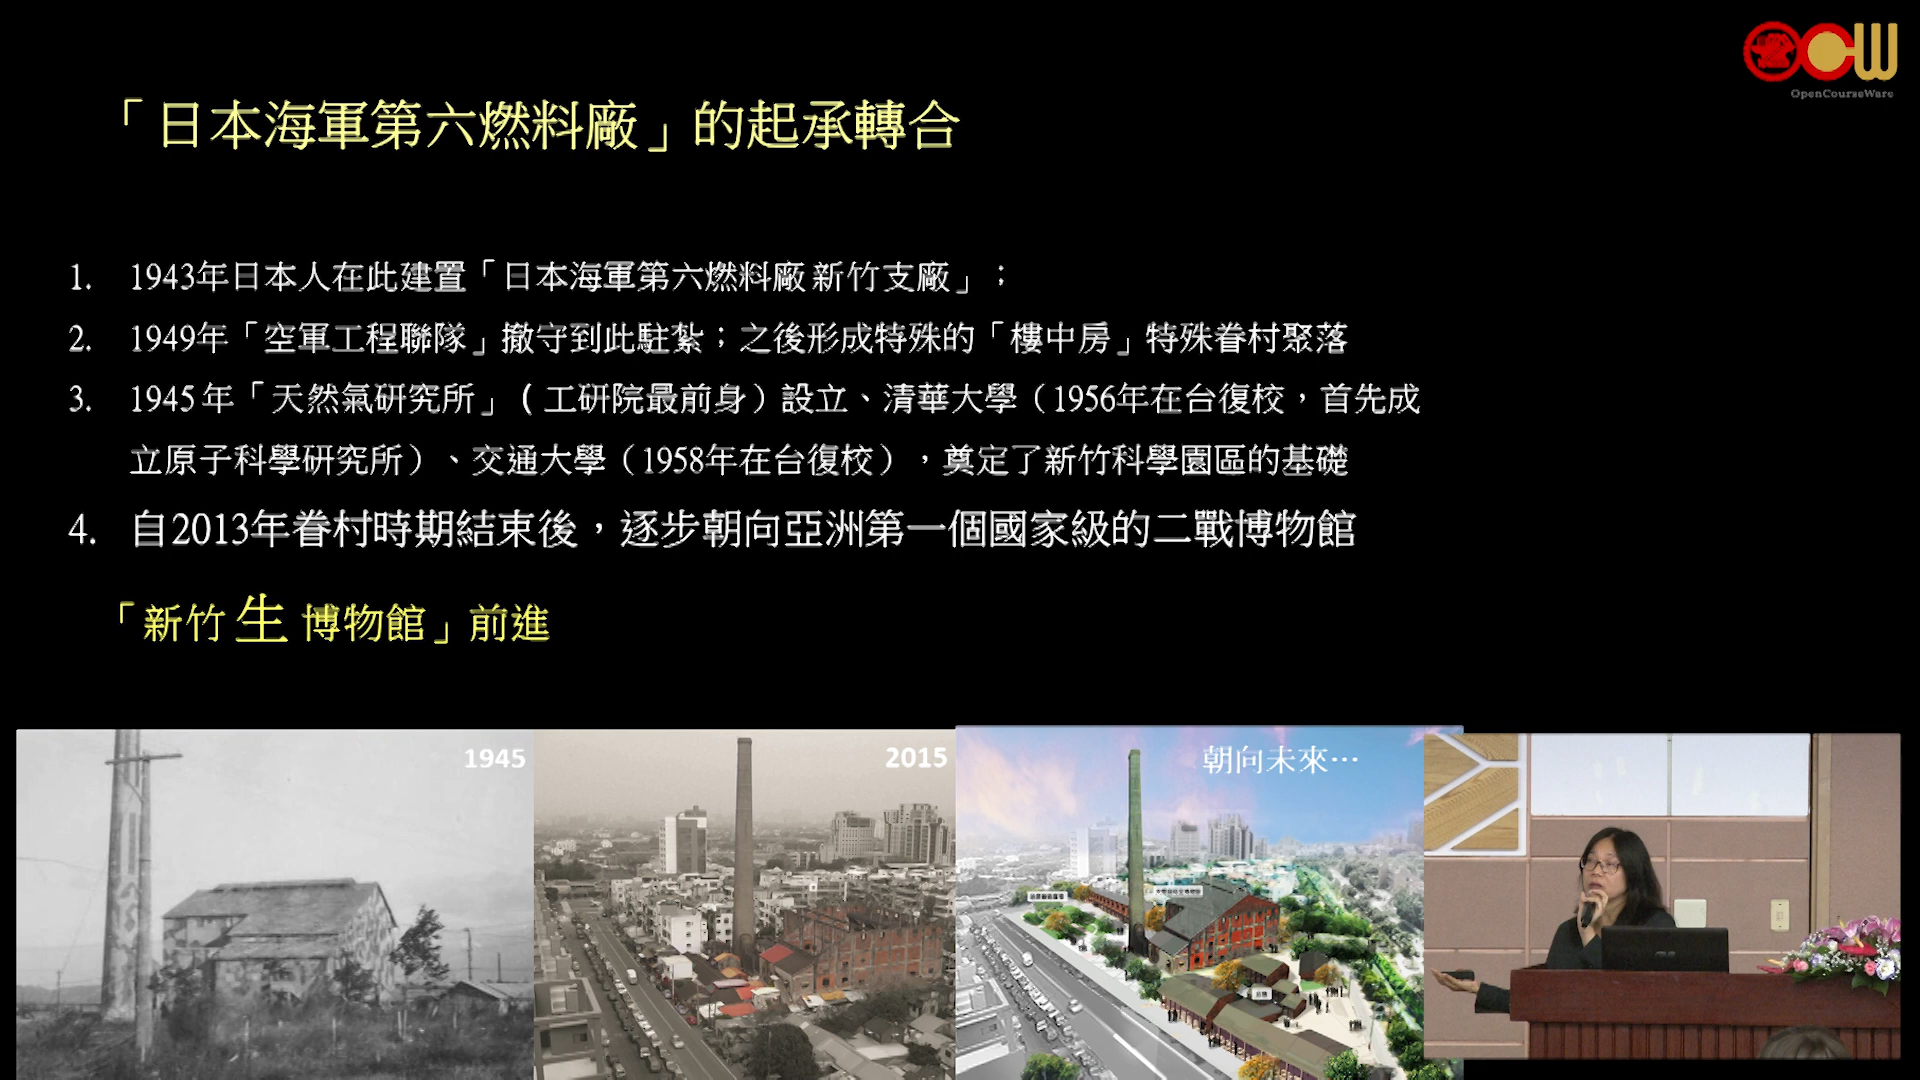 OpenCourseWare
「日本海軍第六燃料廠」的起承轉合
1. 1943年日本人在此建置「日本海軍第六燃料廠 新竹支廠」；
2. 1949年「空軍工程聯隊」撤守到此駐紮；之後形成特殊的「樓中房」特殊眷村聚落
3. 1945年「天然氣研究所」（工研院最前身）設立、清華大學（1956年在台復校，首先成
立原子科學研究所）、交通大學（1958年在台復校），奠定了新竹科學園區的基礎
4. 自2013年眷村時期結束後，逐步朝向亞洲第一個國家級的二戰博物館
「新竹 生 博物館」前進
1945
2015
朝向未來…